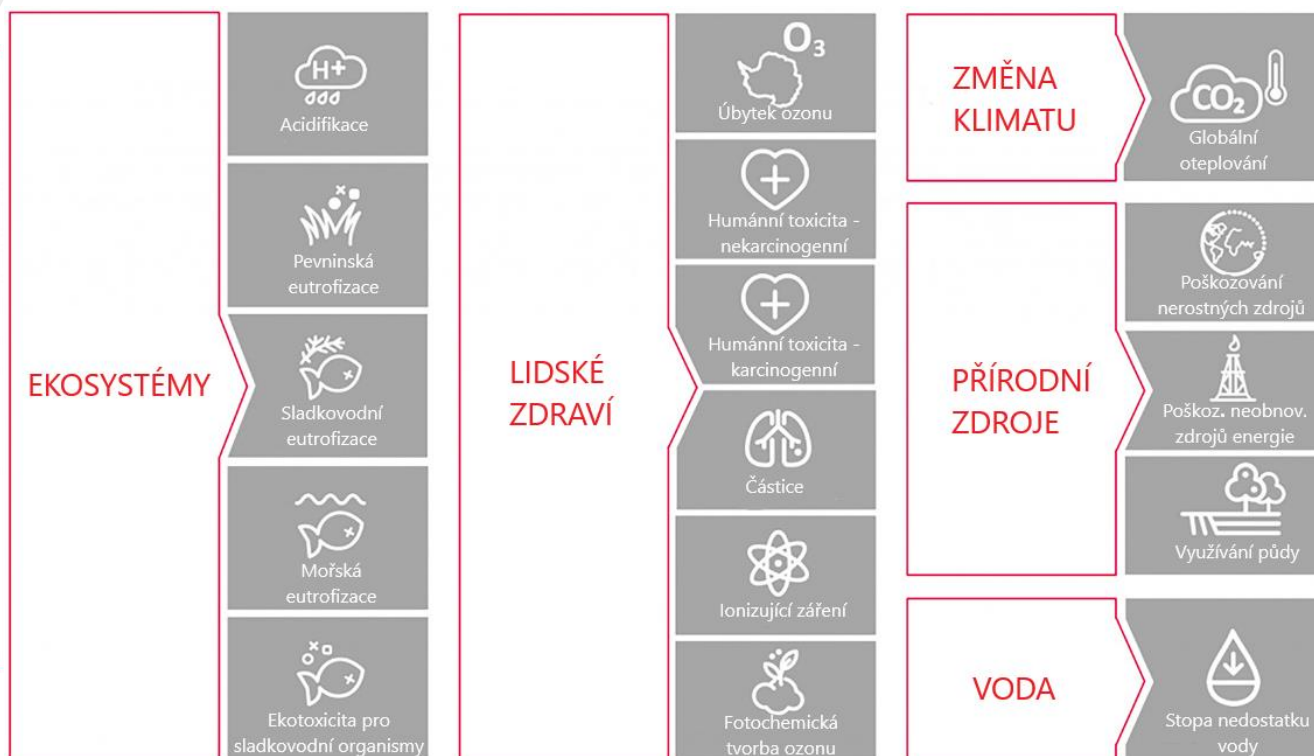 EKOSYSTÉMY
H+
Acidifikace
Pevninská
eutrofizace
Sladkovodní
eutrofizace
Mořská
eutrofizace
Ekotoxicita pro
sladkovodní organismy
LIDSKÉ
ZDRAVÍ
O3
Úbytek ozonu
Humánní toxicita -
nekarcinogenní
Humánní toxicita -
karcinogenní
Částice
Ionizující záření
Fotochemická
tvorba ozonu
ZMĚNA
KLIMATU
CO2
Globální
oteplování
PŘÍRODNÍ
ZDROJE
Poškozování
nerostných zdrojů
Poškoz. neobnov.
zdrojů energie
Využívání půdy
VODA
Stopa nedostatku
vody